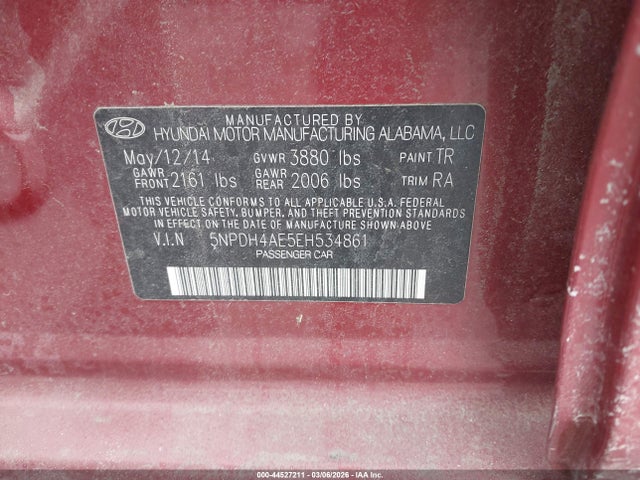 MANUFACTURED BY
HYUNDAI MOTOR MANUFACTURING ALABAMA, LLC
May/12/14 GVWR 3880 lbs PAINT TR
GAWR FRONT 2161 lbs GAWR REAR 2006 lbs TRIM RA
THIS VEHICLE CONFORMS TO ALL APPLICABLE U.S.A. FEDERAL
MOTOR VEHICLE SAFETY, BUMPER, AND THEFT PREVENTION STANDARDS
IN EFFECT ON THE DATE OF MANUFACTURE SHOWN ABOVE
V.I.N 5NPDH4AE5EH534861
PASSENGER CAR
000-44527211 - 03/06/2026 - IAA Inc.